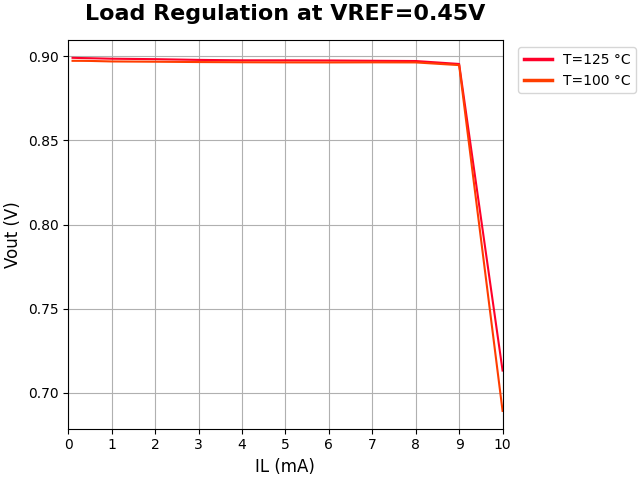 Load Regulation at VREF=0.45V
T=125 °C
T=100 °C
0.90
0.85
0.80
0.75
0.70
Vout (V)
0 1 2 3 4 5 6 7 8 9 10
IL (mA)